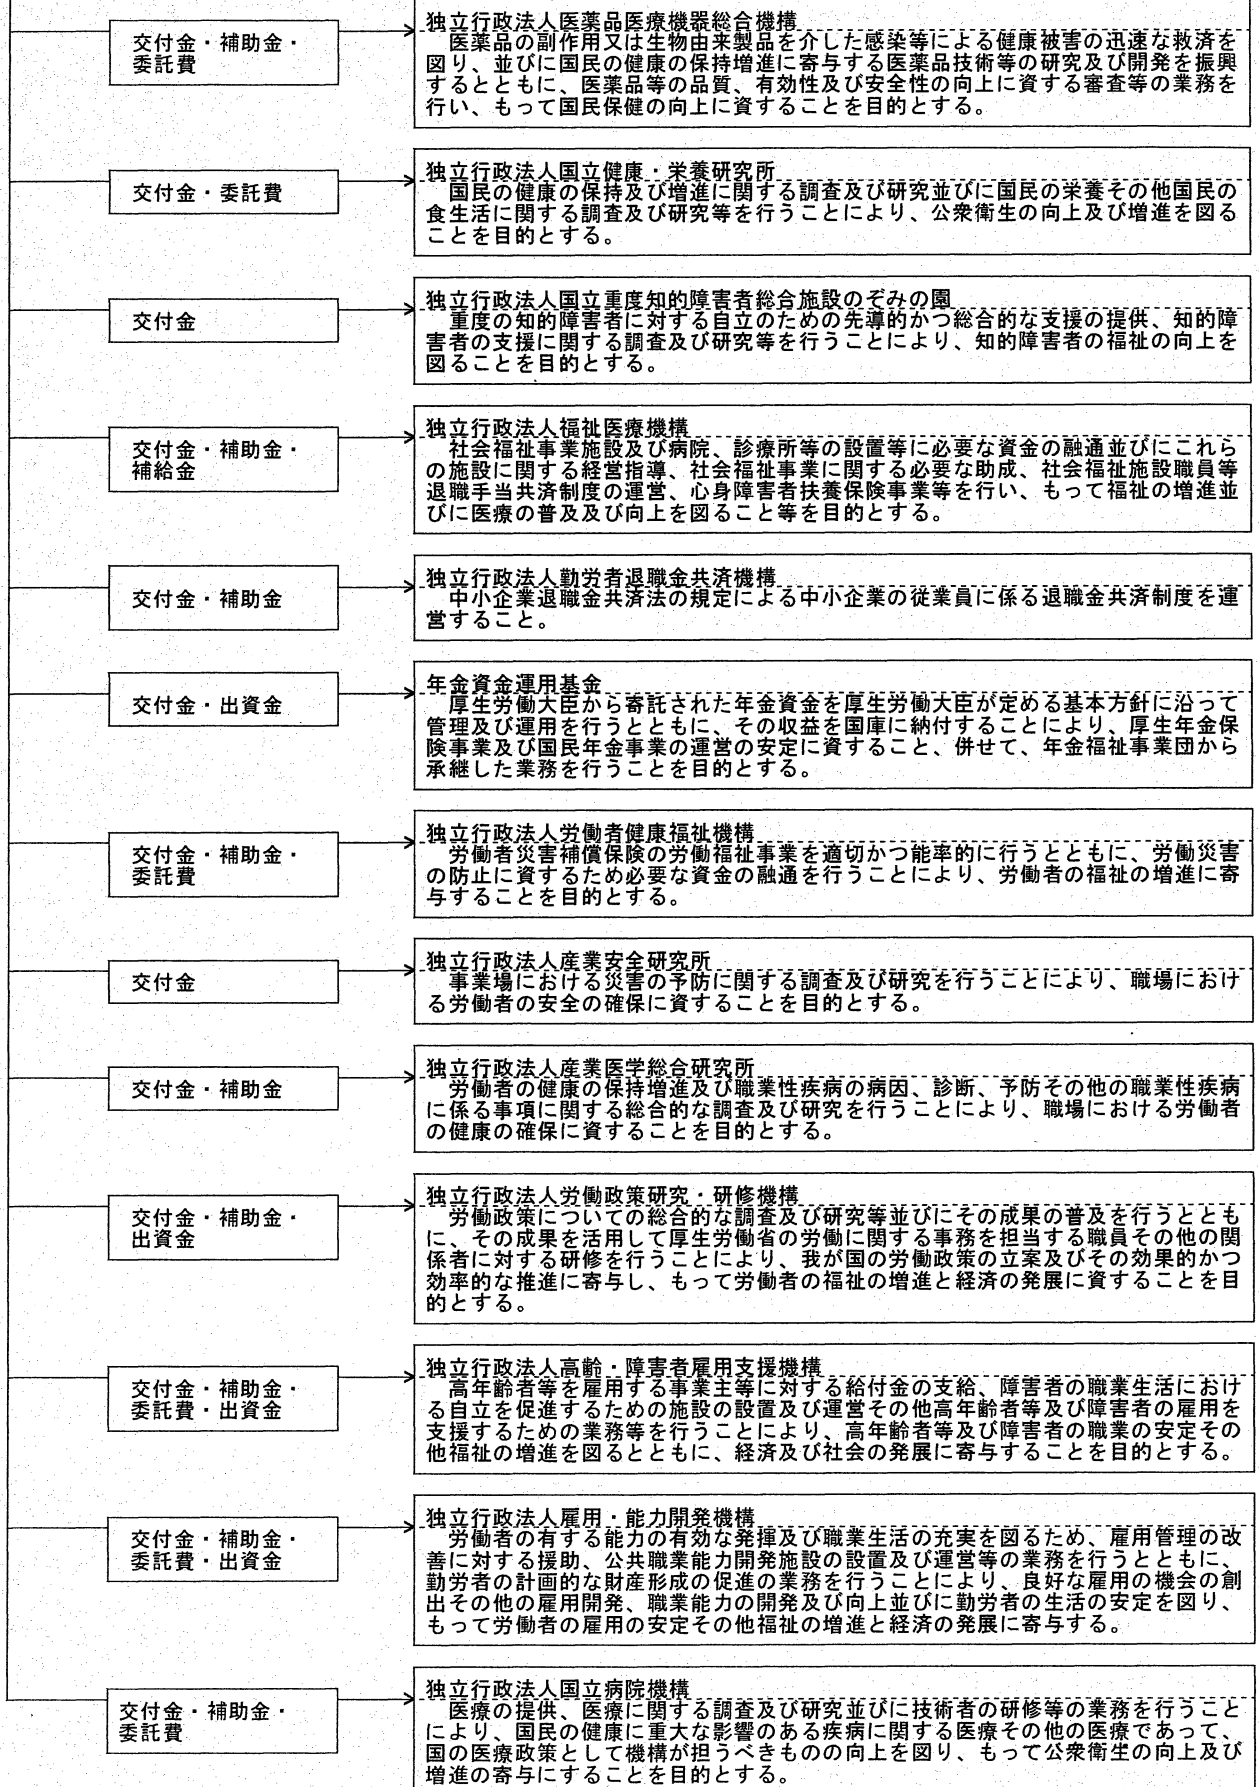 交付金・補助金・
委託費
独立行政法人医薬品医療機器総合機構
医薬品の副作用又は生物由来製品を介した感染等による健康被害の迅速な救済を
図り、並びに国民の健康の保持増進に寄与する医薬品技術等の研究及び開発を振興
するとともに、医薬品等の品質、有効性及び安全性の向上に資する審査等の業務を
行い、もって国民保健の向上に資することを目的とする。
交付金・委託費
独立行政法人国立健康・栄養研究所
国民の健康の保持及び増進に関する調査及び研究並びに国民の栄養その他国民の
食生活に関する調査及び研究等を行うことにより、公衆衛生の向上及び増進を図る
ことを目的とする。
交付金
独立行政法人国立重度知的障害者総合施設のぞみの園
重度の知的障害者に対する自立のための先導的かつ総合的な支援の提供、知的障
害者の支援に関する調査及び研究等を行うことにより、知的障害者の福祉の向上を
図ることを目的とする。
交付金・補助金・
補給金
独立行政法人福祉医療機構
社会福祉事業施設及び病院、診療所等の設置等に必要な資金の融通並びにこれら
の施設に関する経営指導、社会福祉事業に関する必要な助成、社会福祉施設職員等
退職手当共済制度の運営、心身障害者扶養保険事業等を行い、もって福祉の増進並
びに医療の普及及び向上を図ること等を目的とする。
交付金・補助金
独立行政法人勤労者退職金共済機構
中小企業退職金共済法の規定による中小企業の従業員に係る退職金共済制度を運
営すること。
交付金・出資金
年金資金運用基金
厚生労働大臣から寄託された年金資金を厚生労働大臣が定める基本方針に沿って
管理及び運用を行うとともに、その収益を国庫に納付することにより、厚生年金保
険事業及び国民年金事業の運営の安定に資すること、併せて、年金福祉事業団から
承継した業務を行うことを目的とする。
交付金・補助金・
委託費
独立行政法人労働者健康福祉機構
労働者災害補償保険の労働福祉事業を適切かつ能率的に行うとともに、労働災害
の防止に資するため必要な資金の融通を行うことにより、労働者の福祉の増進に寄
与することを目的とする。
交付金
独立行政法人産業安全研究所
事業場における災害の予防に関する調査及び研究を行うことにより、職場におけ
る労働者の安全の確保に資することを目的とする。
交付金・補助金
独立行政法人産業医学総合研究所
労働者の健康の保持増進及び職業性疾病の病因、診断、予防その他の職業性疾病
に係る事項に関する総合的な調査及び研究を行うことにより、職場における労働者
の健康の確保に資することを目的とする。
交付金・補助金・
出資金
独立行政法人労働政策研究・研修機構
労働政策についての総合的な調査及び研究等並びにその成果の普及を行うととも
に、その成果を活用して厚生労働省の労働に関する事務を担当する職員その他の関
係者に対する研修を行うことにより、我が国の労働政策の立案及びその効果的かつ
効率的な推進に寄与し、もって労働者の福祉の増進と経済の発展に資することを目
的とする。
交付金・補助金・
委託費・出資金
独立行政法人高齢・障害者雇用支援機構
高年齢者等を雇用する事業主等に対する給付金の支給、障害者の職業生活におけ
る自立を促進するための施設の設置及び運営その他高年齢者等及び障害者の雇用を
支援するための業務等を行うことにより、高年齢者等及び障害者の職業の安定その
他福祉の増進を図るとともに、経済及び社会の発展に寄与することを目的とする。
交付金・補助金・
委託費・出資金
独立行政法人雇用・能力開発機構
労働者の有する能力の有効な発揮及び職業生活の充実を図るため、雇用管理の改
善に対する援助、公共職業能力開発施設の設置及び運営等の業務を行うとともに、
勤労者の計画的な財産形成の促進の業務を行うことにより、良好な雇用の機会の創
出その他の雇用開発、職業能力の開発及び向上並びに勤労者の生活の安定を図り、
もって労働者の雇用の安定その他福祉の増進と経済の発展に寄与する。
交付金・補助金・
委託費
独立行政法人国立病院機構
医療の提供、医療に関する調査及び研究並びに技術者の研修等の業務を行うこと
により、国民の健康に重大な影響のある疾病に関する医療その他の医療であって、
国の医療政策として機構が担うべきものの向上を図り、もって公衆衛生の向上及び
増進の寄与にすることを目的とする。